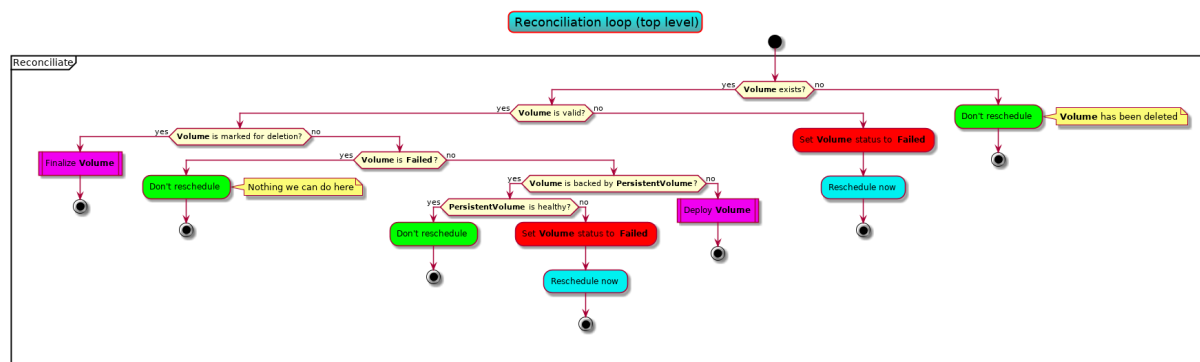 Reconciliation loop (top level)
Reconciliate
Volume exists?
yes
no
Volume is valid?
yes
no
Don't reschedule
Volume has been deleted
Volume is marked for deletion?
yes
no
Set Volume status to Failed
Finalize Volume
Volume is Failed?
yes
no
Reschedule now
Don't reschedule
Nothing we can do here
Volume is backed by PersistentVolume?
yes
no
PersistentVolume is healthy?
yes
no
Deploy Volume
Don't reschedule
Set Volume status to Failed
Reschedule now